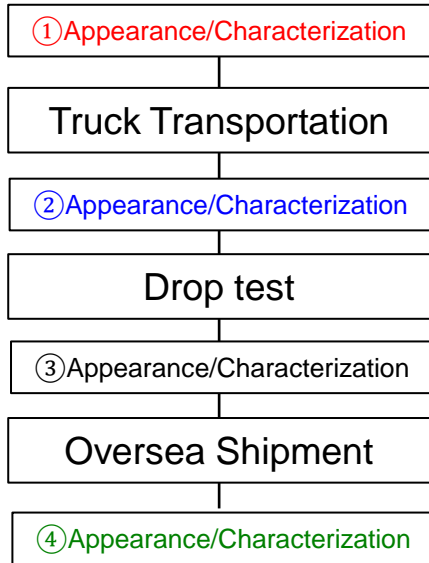 ①Appearance/Characterization
Truck Transportation
②Appearance/Characterization
Drop test
③Appearance/Characterization
Oversea Shipment
④Appearance/Characterization